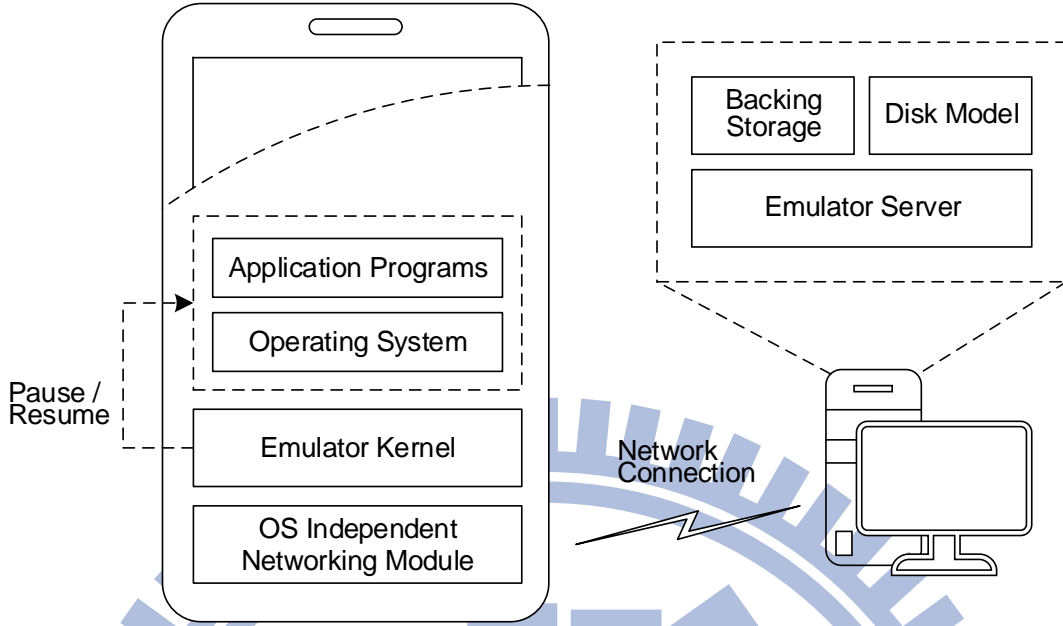 Application Programs
Operating System
Pause /
Resume
Emulator Kernel
OS Independent
Networking Module
Network
Connection
Backing
Storage
Disk Model
Emulator Server